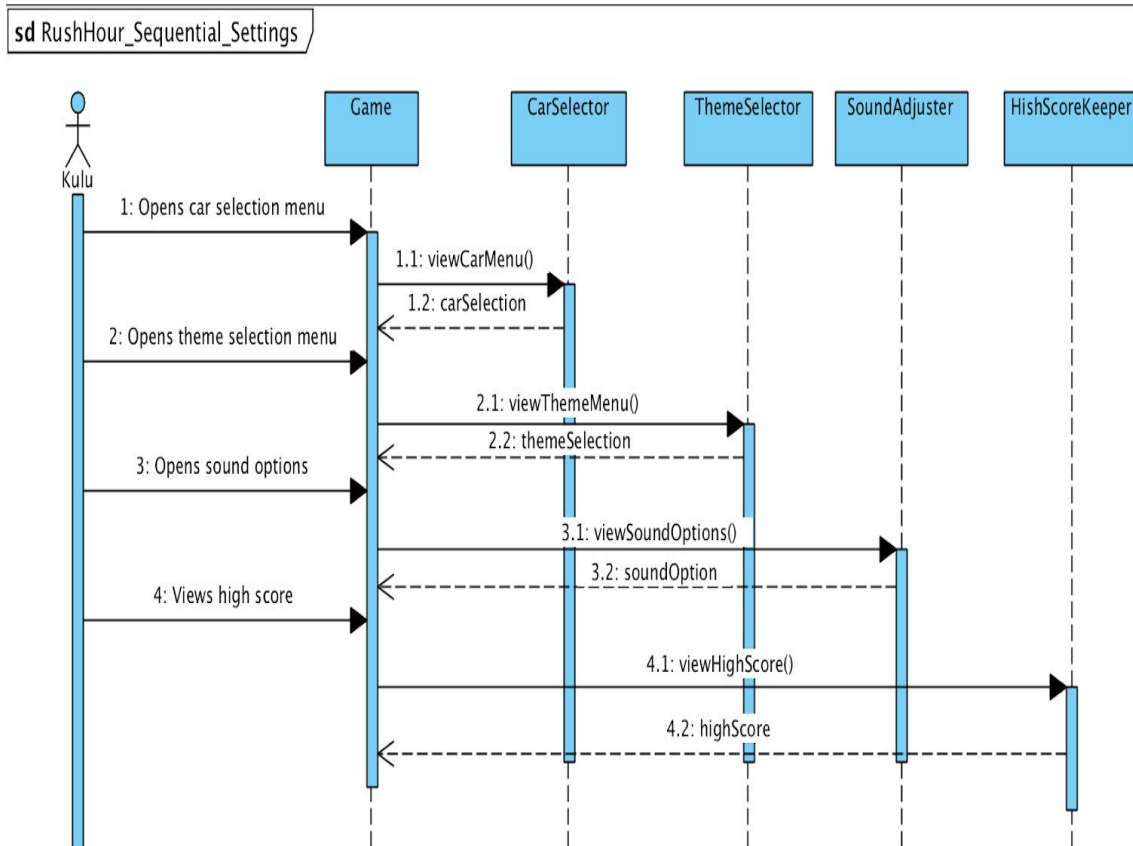 sd RushHour_Sequential_Settings
Game
CarSelector
ThemeSelector
SoundAdjuster
HishScoreKeeper
Kulu
1: Opens car selection menu
1.1: viewCarMenu()
1.2: carSelection
2: Opens theme selection menu
2.1: viewThemeMenu()
2.2: themeSelection
3: Opens sound options
3.1: viewSoundOptions()
3.2: soundOption
4: Views high score
4.1: viewHighScore()
4.2: highScore